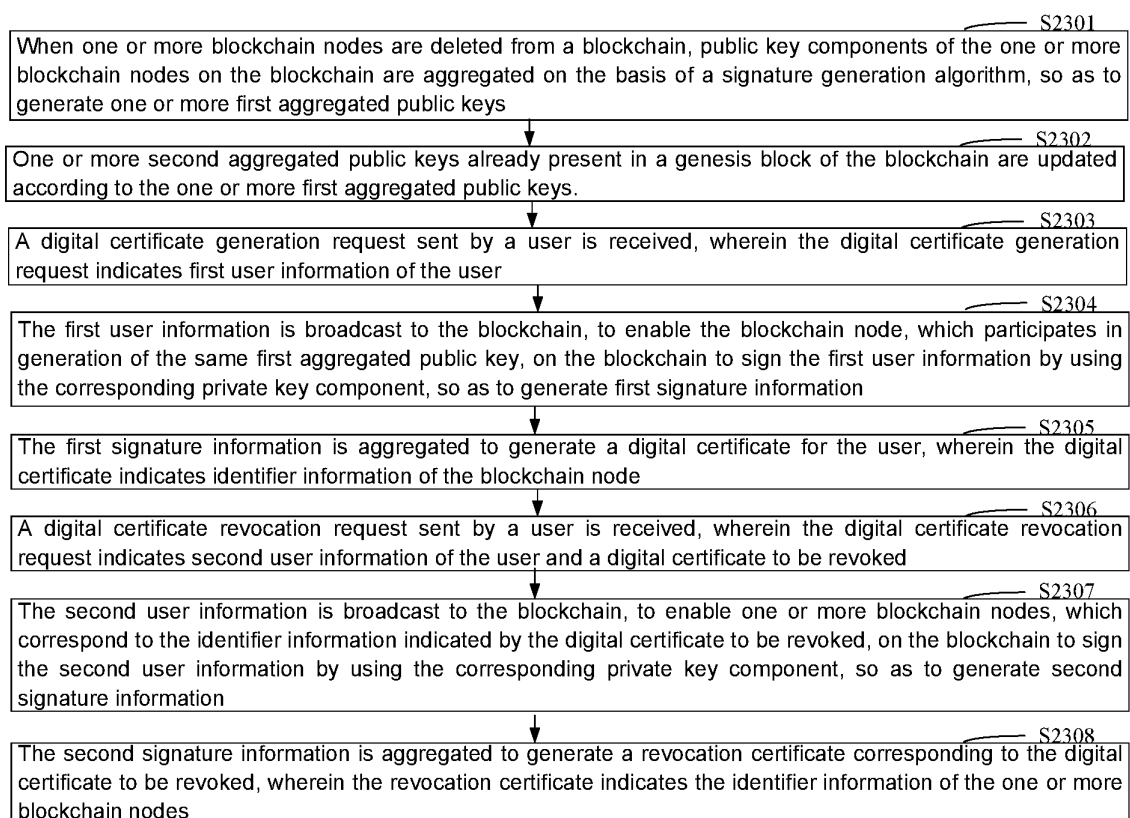 S2301
When one or more blockchain nodes are deleted from a blockchain, public key components of the one or more
blockchain nodes on the blockchain are aggregated on the basis of a signature generation algorithm, so as to
generate one or more first aggregated public keys
S2302
One or more second aggregated public keys already present in a genesis block of the blockchain are updated
according to the one or more first aggregated public keys.
S2303
A digital certificate generation request sent by a user is received, wherein the digital certificate generation
request indicates first user information of the user
S2304
The first user information is broadcast to the blockchain, to enable the blockchain node, which participates in
generation of the same first aggregated public key, on the blockchain to sign the first user information by using
the corresponding private key component, so as to generate first signature information
S2305
The first signature information is aggregated to generate a digital certificate for the user, wherein the digital
certificate indicates identifier information of the blockchain node
S2306
A digital certificate revocation request sent by a user is received, wherein the digital certificate revocation
request indicates second user information of the user and a digital certificate to be revoked
S2307
The second user information is broadcast to the blockchain, to enable one or more blockchain nodes, which
correspond to the identifier information indicated by the digital certificate to be revoked, on the blockchain to sign
the second user information by using the corresponding private key component, so as to generate second
signature information
S2308
The second signature information is aggregated to generate a revocation certificate corresponding to the digital
certificate to be revoked, wherein the revocation certificate indicates the identifier information of the one or more
blockchain nodes